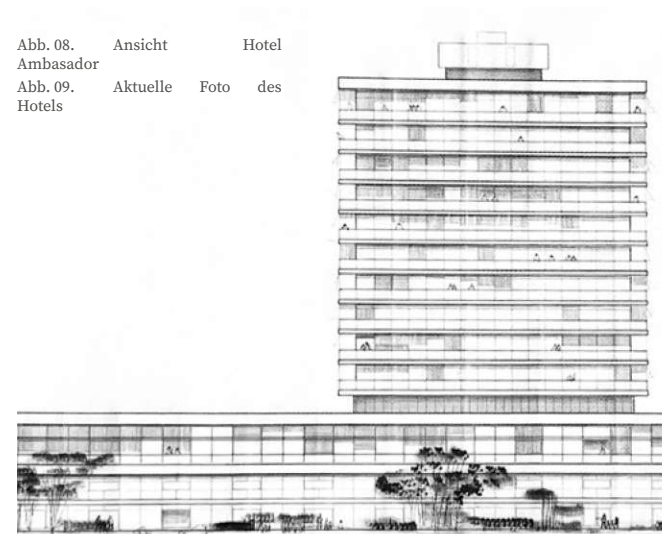 Abb. 08. Ansicht Hotel
Ambasador
Abb. 09. Aktuelle Foto des
Hotels